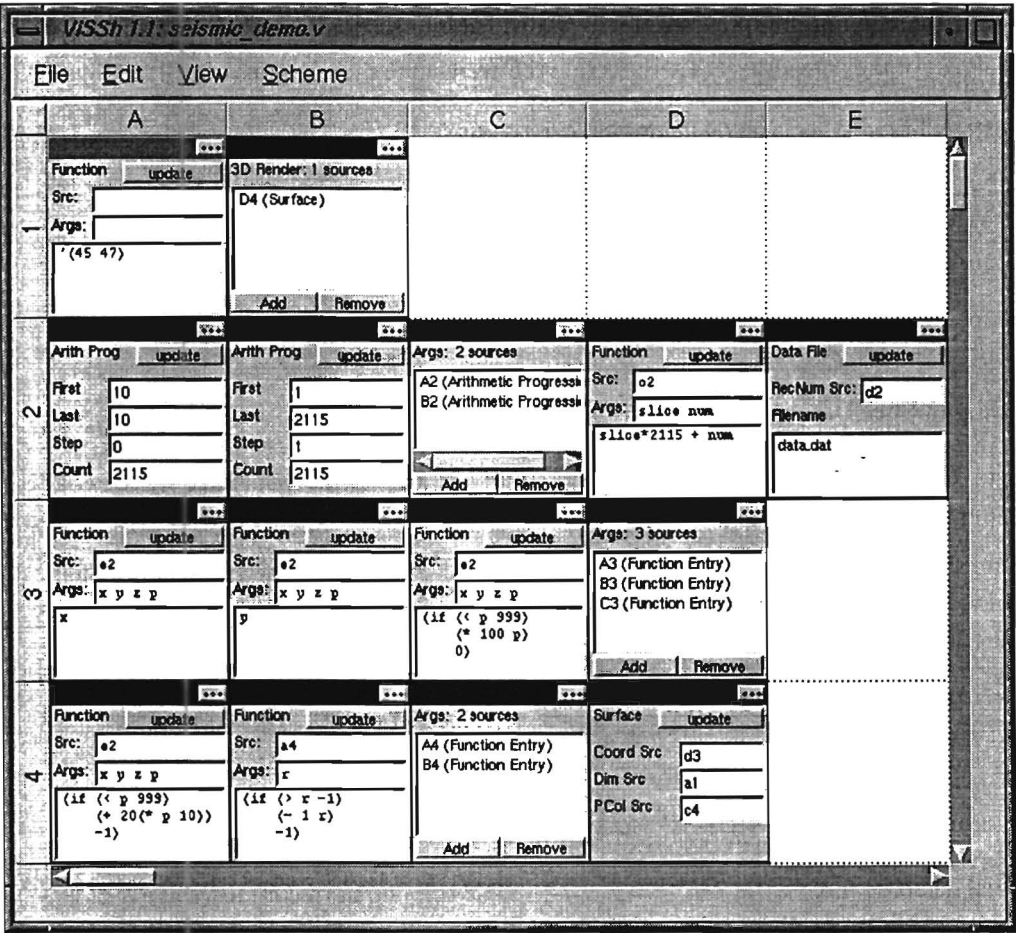 ViSSh 1.1: seismic_demo.v
File Edit View Scheme
A B C D E
1
Function update
Src:
Args:
'(45 47)
3D Render: 1 sources
D4 (Surface)
Add Remove
2
Arith Prog update
First 10
Last 10
Step 0
Count 2115
Arith Prog update
First 1
Last 2115
Step 1
Count 2115
Args: 2 sources
A2 (Arithmetic Progressi
B2 (Arithmetic Progressi
Add Remove
Function update
Src: c2
Args: slice num
slice*2115 + num
Data File update
RecNum Src: d2
Filename
data.dat
3
Function update
Src: e2
Args: x y z p
x
Function update
Src: e2
Args: x y z p
y
Function update
Src: e2
Args: x y z p
(if (< p 999)
(* 100 p)
0)
Args: 3 sources
A3 (Function Entry)
B3 (Function Entry)
C3 (Function Entry)
Add Remove
4
Function update
Src: e2
Args: x y z p
(if (< p 999)
(+ 20(* p 10))
-1)
Function update
Src: a4
Args: r
(if (> r -1)
(- 1 r)
-1)
Args: 2 sources
A4 (Function Entry)
B4 (Function Entry)
Add Remove
Surface update
Coord Src d3
Dim Src a1
PCol Src c4